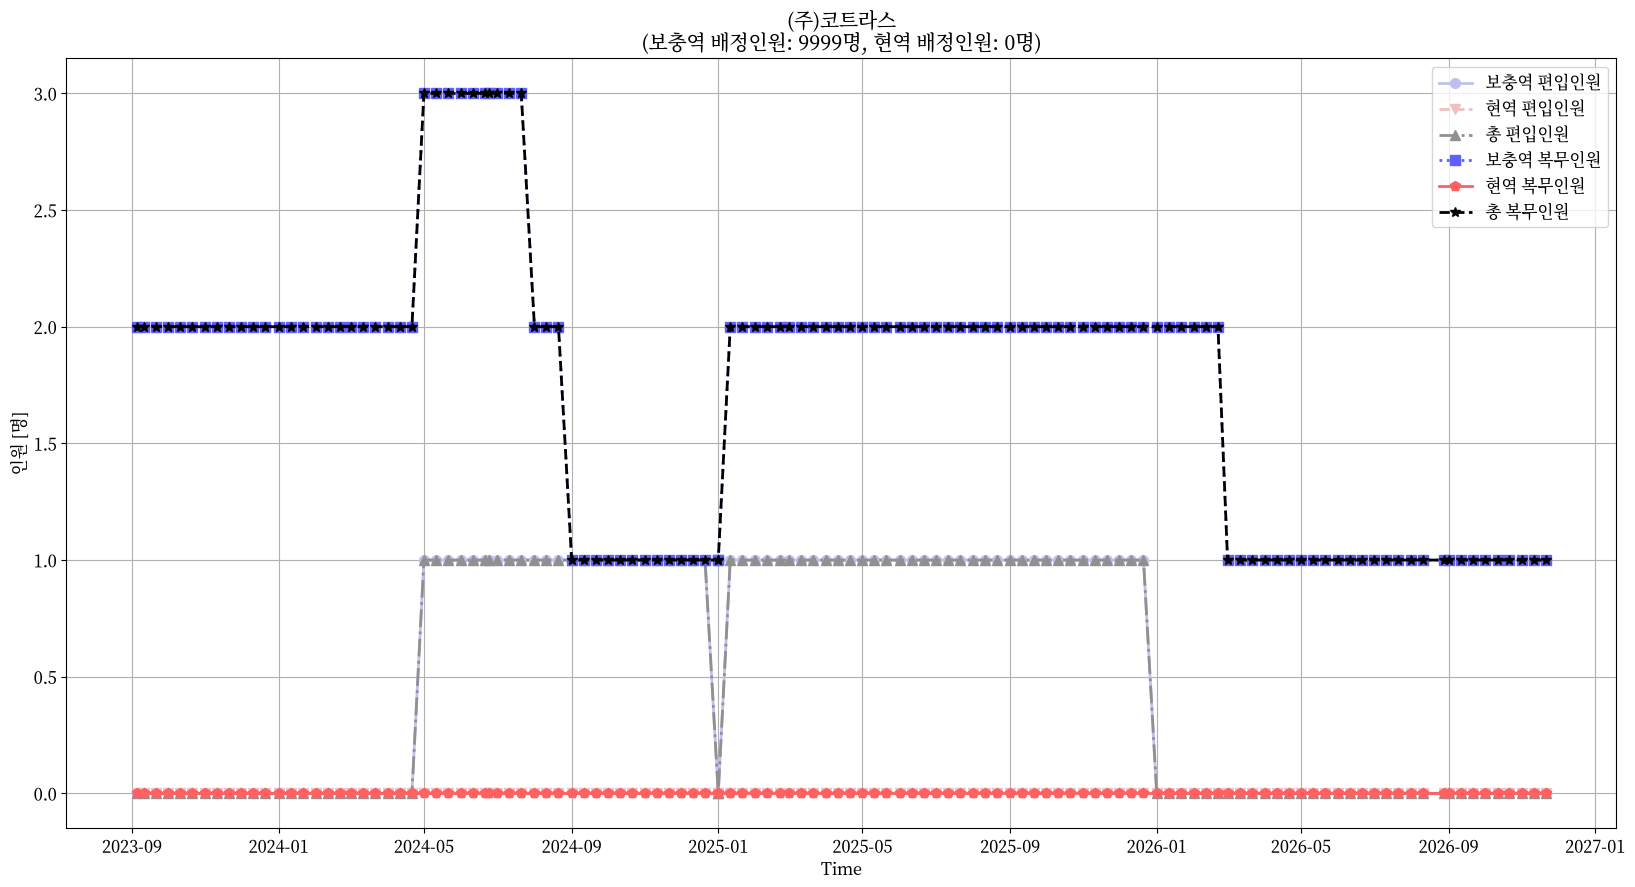 (주)코트라스
(보충역 배정인원: 9999명, 현역 배정인원: 0명)
보충역 편입인원
현역 편입인원
총 편입인원
보충역 복무인원
현역 복무인원
총 복무인원
인원 [명]
3.0
2.5
2.0
1.5
1.0
0.5
0.0
2023-09 2024-01 2024-05 2024-09 2025-01 2025-05 2025-09 2026-01 2026-05 2026-09 2027-01
Time